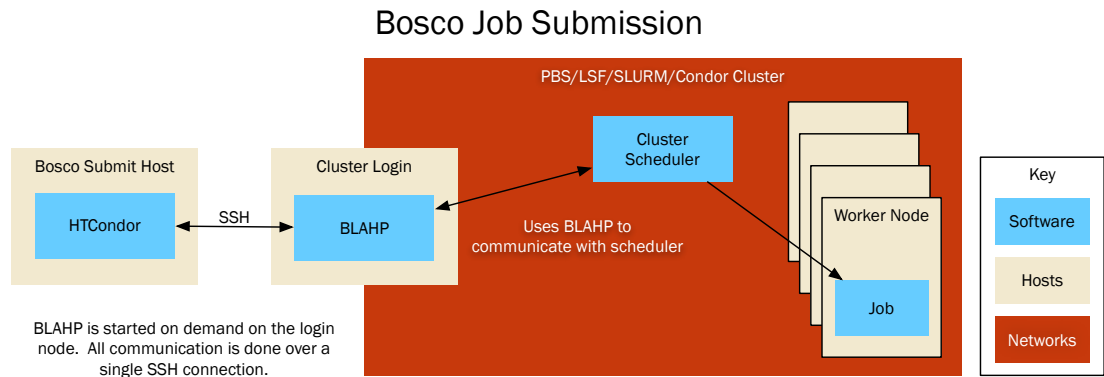 Bosco Job Submission
PBS/LSF/SLURM/Condor Cluster
Bosco Submit Host
HTCondor
SSH
Cluster Login
BLAHP
Cluster
Scheduler
Uses BLAHP to
communicate with scheduler
Worker Node
Job
Key
Software
Hosts
Networks
BLAHP is started on demand on the login
node. All communication is done over a
single SSH connection.